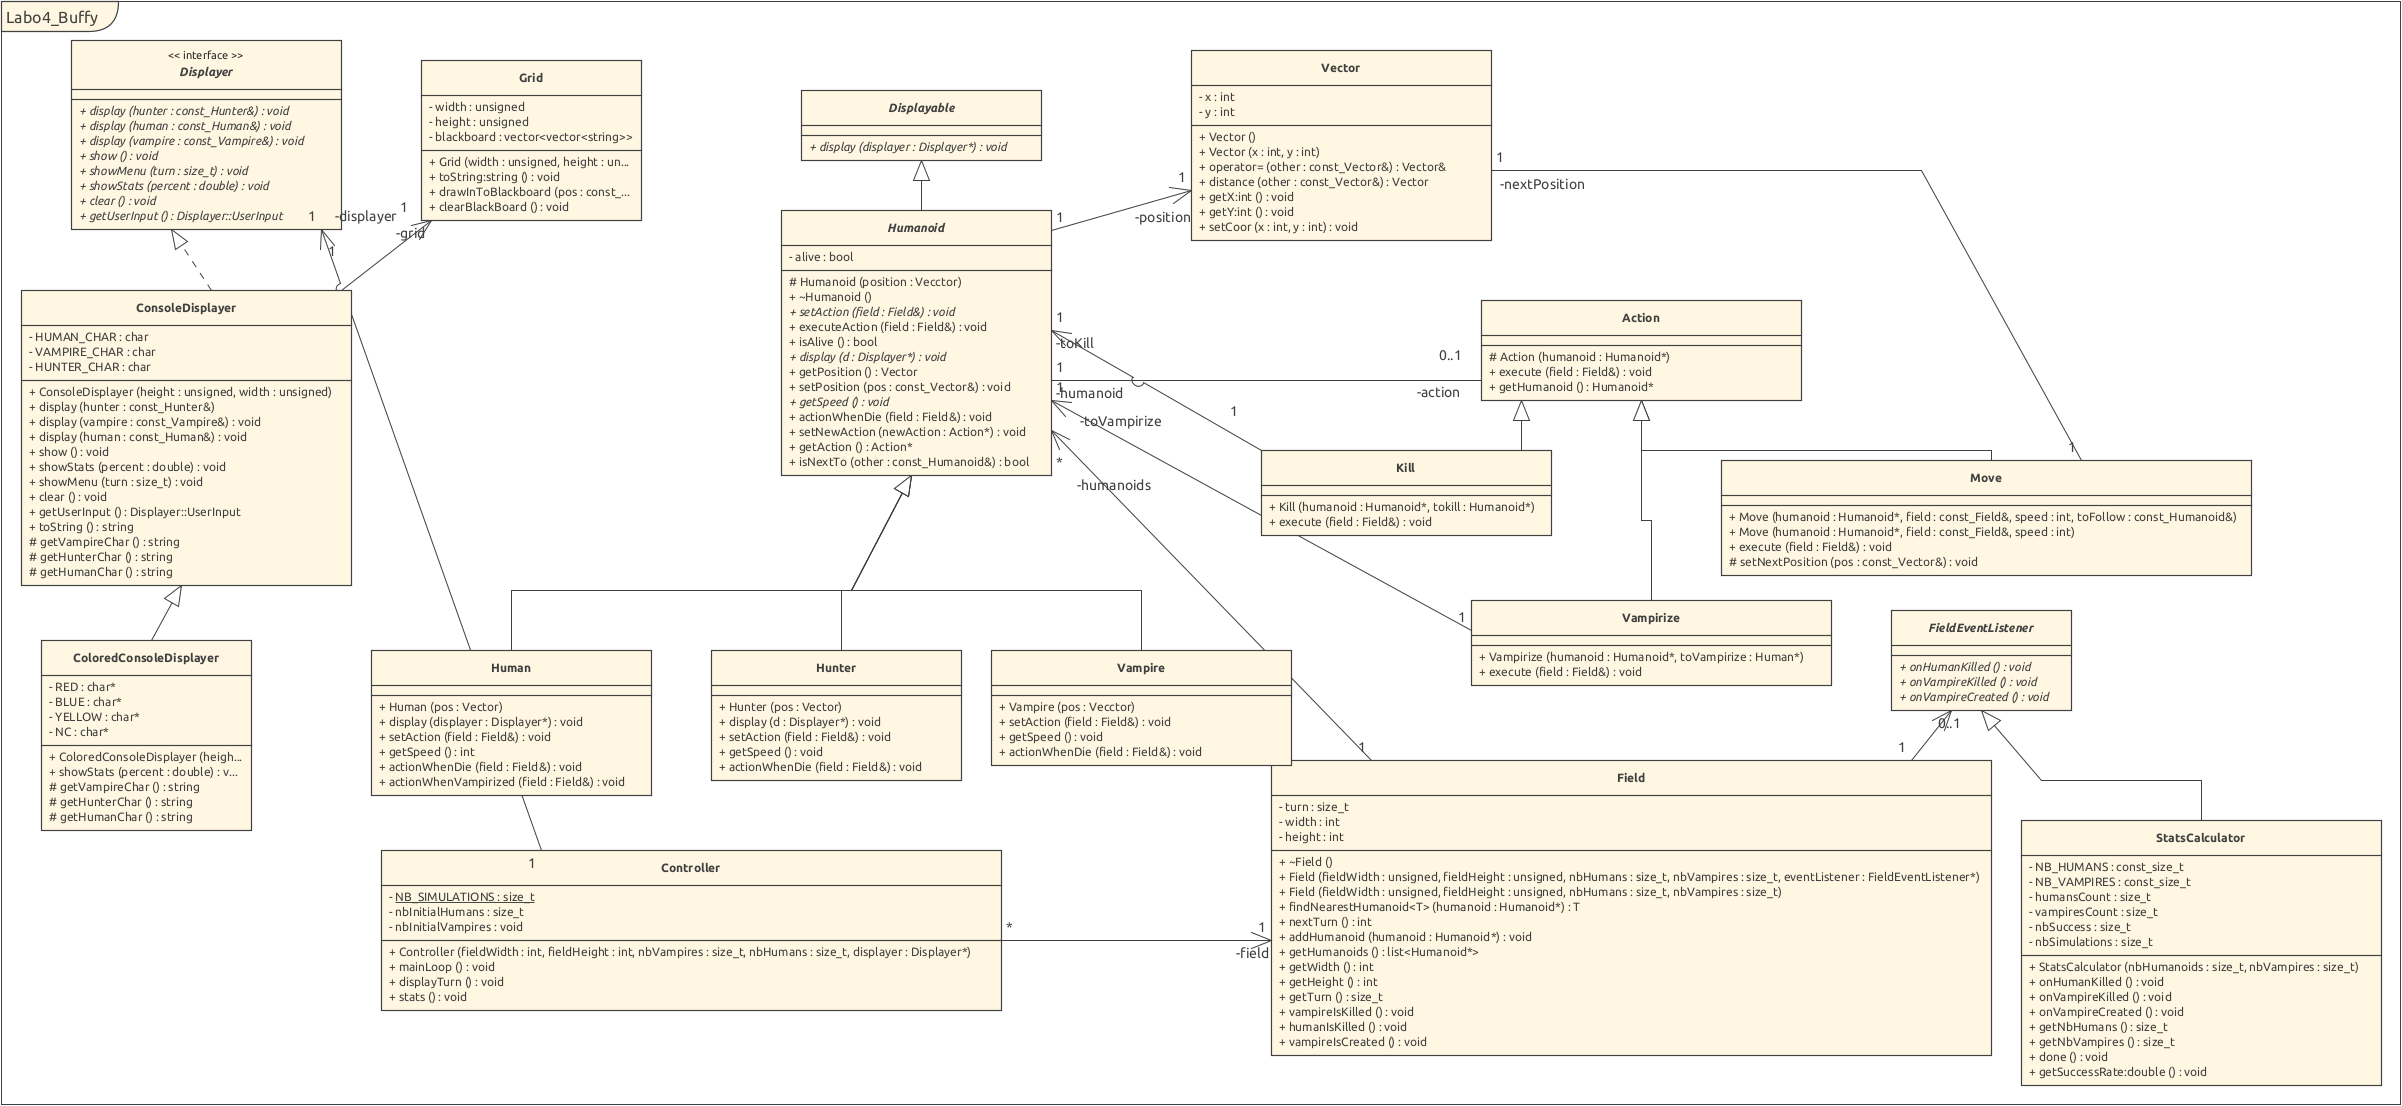 Labo4_Buffy
<< interface >>
Displayer
+ display (hunter : const_Hunter&) : void
+ display (human : const_Human&) : void
+ display (vampire : const_Vampire&) : void
+ show () : void
+ showMenu (turn : size_t) : void
+ showStats (percent : double) : void
+ clear () : void
+ getUserInput () : Displayer::UserInput
1
-displayer
1
-grid
1
Grid
- width : unsigned
- height : unsigned
- blackboard : vector<vector<string>>
+ Grid (width : unsigned, height : un...
+ toString:string () : void
+ drawInToBlackboard (pos : const_...
+ clearBlackBoard () : void
Displayable
+ display (displayer : Displayer*) : void
Vector
- x : int
- y : int
+ Vector ()
+ Vector (x : int, y : int)
+ operator= (other : const_Vector&) : Vector&
+ distance (other : const_Vector&) : Vector
+ getX:int () : void
+ getY:int () : void
+ setCoor (x : int, y : int) : void
1
-position
1
1
-nextPosition
1
Humanoid
- alive : bool
# Humanoid (position : Vecctor)
+ ~Humanoid ()
+ setAction (field : Field&) : void
+ executeAction (field : Field&) : void
+ isAlive () : bool
+ display (d : Displayer*) : void
+ getPosition () : Vector
+ setPosition (pos : const_Vector&) : void
+ getSpeed () : void
+ actionWhenDie (field : Field&) : void
+ setNewAction (newAction : Action*) : void
+ getAction () : Action*
+ isNextTo (other : const_Humanoid&) : bool
1
-toKill
1
-humanoid
1
-toVampirize
*
-humanoids
0..1
-action
1
1
1
Action
# Action (humanoid : Humanoid*)
+ execute (field : Field&) : void
+ getHumanoid () : Humanoid*
Kill
+ Kill (humanoid : Humanoid*, tokill : Humanoid*)
+ execute (field : Field&) : void
Move
+ Move (humanoid : Humanoid*, field : const_Field&, speed : int, toFollow : const_Humanoid&)
+ Move (humanoid : Humanoid*, field : const_Field&, speed : int)
+ execute (field : Field&) : void
# setNextPosition (pos : const_Vector&) : void
Vampirize
+ Vampirize (humanoid : Humanoid*, toVampirize : Human*)
+ execute (field : Field&) : void
FieldEventListener
+ onHumanKilled () : void
+ onVampireKilled () : void
+ onVampireCreated () : void
0..1
1
ConsoleDisplayer
- HUMAN_CHAR : char
- VAMPIRE_CHAR : char
- HUNTER_CHAR : char
+ ConsoleDisplayer (height : unsigned, width : unsigned)
+ display (hunter : const_Hunter&)
+ display (vampire : const_Vampire&) : void
+ display (human : const_Human&) : void
+ show () : void
+ showStats (percent : double) : void
+ showMenu (turn : size_t) : void
+ clear () : void
+ getUserInput () : Displayer::UserInput
+ toString () : string
# getVampireChar () : string
# getHunterChar () : string
# getHumanChar () : string
ColoredConsoleDisplayer
- RED : char*
- BLUE : char*
- YELLOW : char*
- NC : char*
+ ColoredConsoleDisplayer (heigh...
+ showStats (percent : double) : v...
# getVampireChar () : string
# getHunterChar () : string
# getHumanChar () : string
Human
+ Human (pos : Vector)
+ display (displayer : Displayer*) : void
+ setAction (field : Field&) : void
+ getSpeed () : int
+ actionWhenDie (field : Field&) : void
+ actionWhenVampirized (field : Field&) : void
Hunter
+ Hunter (pos : Vector)
+ display (d : Displayer*) : void
+ setAction (field : Field&) : void
+ getSpeed () : void
+ actionWhenDie (field : Field&) : void
Vampire
+ Vampire (pos : Vecctor)
+ setAction (field : Field&) : void
+ getSpeed () : void
+ actionWhenDie (field : Field&) : void
1
Controller
- NB_SIMULATIONS : size_t
- nbInitialHumans : size_t
- nbInitialVampires : void
+ Controller (fieldWidth : int, fieldHeight : int, nbVampires : size_t, nbHumans : size_t, displayer : Displayer*)
+ mainLoop () : void
+ displayTurn () : void
+ stats () : void
*
1
-field
1
Field
- turn : size_t
- width : int
- height : int
+ ~Field ()
+ Field (fieldWidth : unsigned, fieldHeight : unsigned, nbHumans : size_t, nbVampires : size_t, eventListener : FieldEventListener*)
+ Field (fieldWidth : unsigned, fieldHeight : unsigned, nbHumans : size_t, nbVampires : size_t)
+ findNearestHumanoid<T> (humanoid : Humanoid*) : T
+ nextTurn () : int
+ addHumanoid (humanoid : Humanoid*) : void
+ getHumanoids () : list<Humanoid*>
+ getWidth () : int
+ getHeight () : int
+ getTurn () : size_t
+ vampireIsKilled () : void
+ humanIsKilled () : void
+ vampireIsCreated () : void
StatsCalculator
- NB_HUMANS : const_size_t
- NB_VAMPIRES : const_size_t
- humansCount : size_t
- vampiresCount : size_t
- nbSuccess : size_t
- nbSimulations : size_t
+ StatsCalculator (nbHumanoids : size_t, nbVampires : size_t)
+ onHumanKilled () : void
+ onVampireKilled () : void
+ onVampireCreated () : void
+ getNbHumans () : size_t
+ getNbVampires () : size_t
+ done () : void
+ getSuccessRate:double () : void